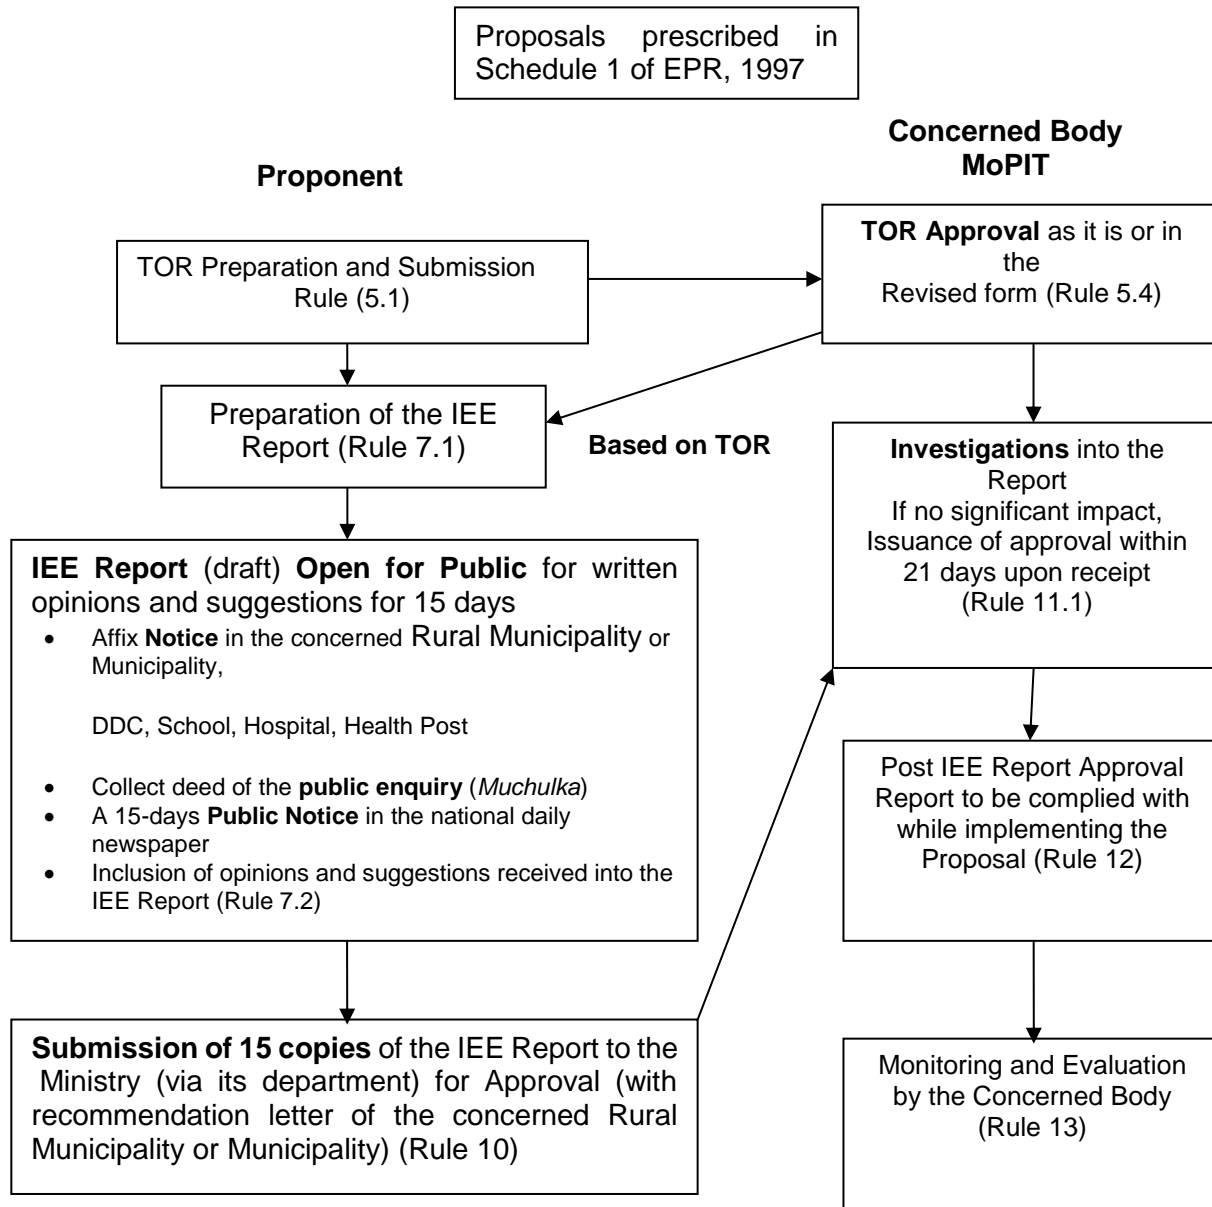 Proposals prescribed in
Schedule 1 of EPR, 1997
Concerned Body
MoPIT
Proponent
TOR Preparation and Submission
Rule (5.1)
TOR Approval as it is or in
the
Revised form (Rule 5.4)
Preparation of the IEE
Report (Rule 7.1)
Based on TOR
Investigations into the
Report
If no significant impact,
Issuance of approval within
21 days upon receipt
(Rule 11.1)
IEE Report (draft) Open for Public for written
opinions and suggestions for 15 days
• Affix Notice in the concerned Rural Municipality or
Municipality,
DDC, School, Hospital, Health Post
• Collect deed of the public enquiry (Muchulka)
• A 15-days Public Notice in the national daily
newspaper
• Inclusion of opinions and suggestions received into the
IEE Report (Rule 7.2)
Post IEE Report Approval
Report to be complied with
while implementing the
Proposal (Rule 12)
Submission of 15 copies of the IEE Report to the
Ministry (via its department) for Approval (with
recommendation letter of the concerned Rural
Municipality or Municipality) (Rule 10)
Monitoring and Evaluation
by the Concerned Body
(Rule 13)